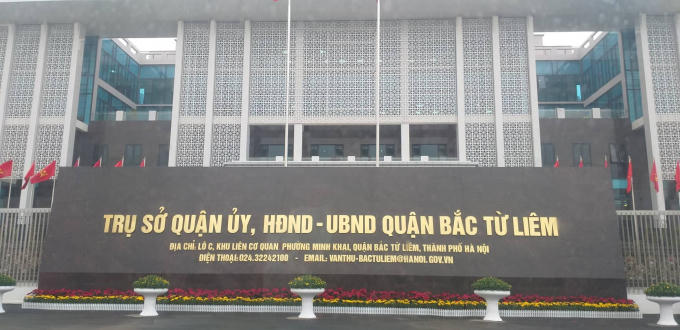 TRỤ SỞ QUẬN ỦY, HĐND - UBND QUẬN BẮC TỪ LIÊM
ĐỊA CHỈ: LÔ C, KHU LIÊN CƠ QUAN PHƯỜNG MINH KHAI, QUẬN BẮC TỪ LIÊM, THÀNH PHỐ HÀ NỘI
ĐIỆN THOẠI: 024.32242100 - EMAIL: VANTHU-BACTULIEM@HANOI.GOV.VN